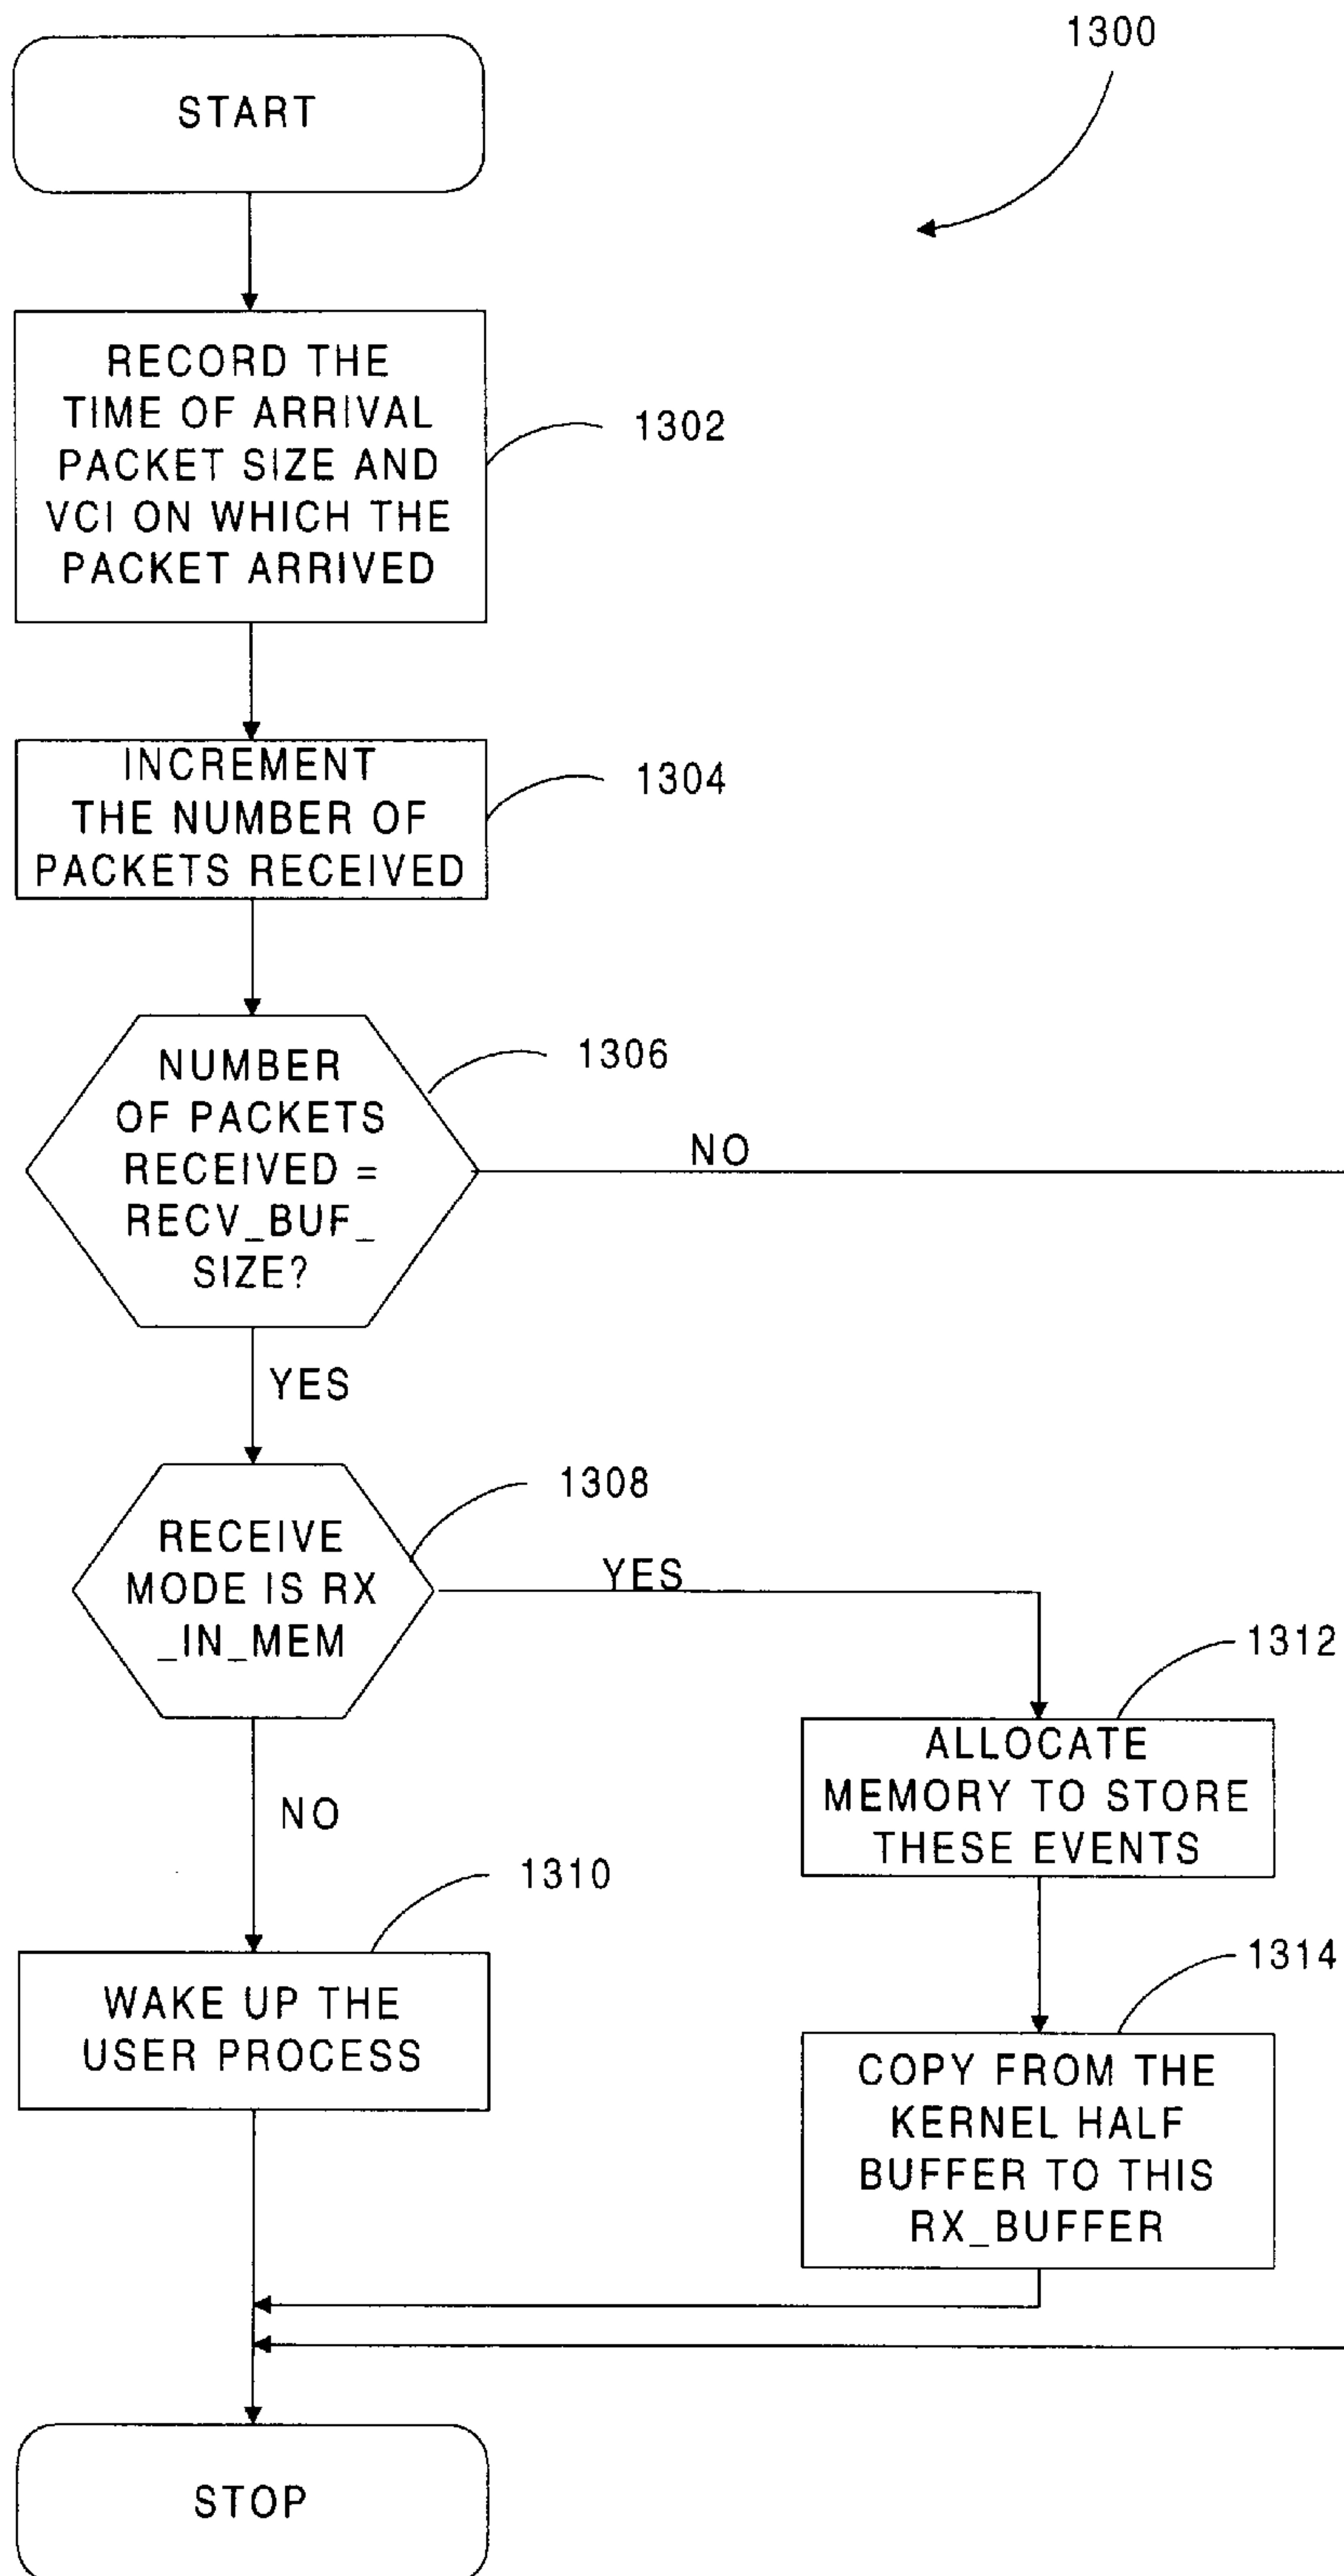 1300
START
RECORD THE
TIME OF ARRIVAL
PACKET SIZE AND
VCI ON WHICH THE
PACKET ARRIVED
1302
INCREMENT
THE NUMBER OF
PACKETS RECEIVED
1304
NUMBER
OF PACKETS
RECEIVED =
RECV_BUF_
SIZE?
1306
NO
YES
RECEIVE
MODE IS RX
_IN_MEM
1308
YES
NO
1312
ALLOCATE
MEMORY TO STORE
THESE EVENTS
1310
WAKE UP THE
USER PROCESS
1314
COPY FROM THE
KERNEL HALF
BUFFER TO THIS
RX_BUFFER
STOP